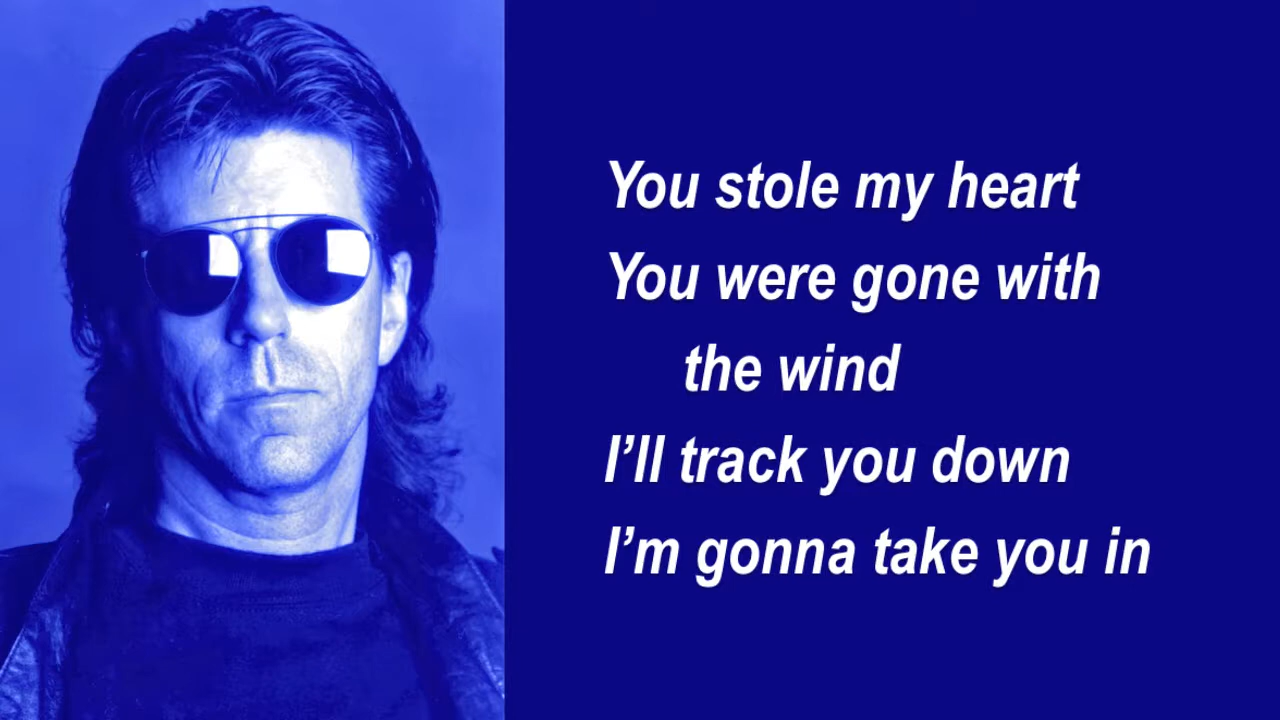 You stole my heart
You were gone with
the wind
I’ll track you down
I’m gonna take you in